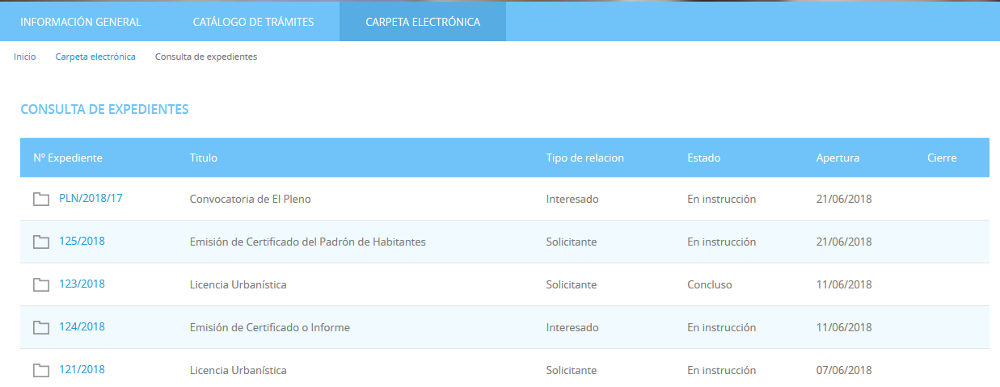 INFORMACIÓN GENERAL CATÁLOGO DE TRÁMITES CARPETA ELECTRÓNICA
Inicio Carpeta electrónica Consulta de expedientes
CONSULTA DE EXPEDIENTES
Nº Expediente Titulo Tipo de relacion Estado Apertura Cierre
PLN/2018/17 Convocatoria de El Pleno Interesado En instrucción 21/06/2018
125/2018 Emisión de Certificado del Padrón de Habitantes Solicitante En instrucción 21/06/2018
123/2018 Licencia Urbanística Solicitante Concluso 11/06/2018
124/2018 Emisión de Certificado o Informe Interesado En instrucción 11/06/2018
121/2018 Licencia Urbanística Solicitante En instrucción 07/06/2018